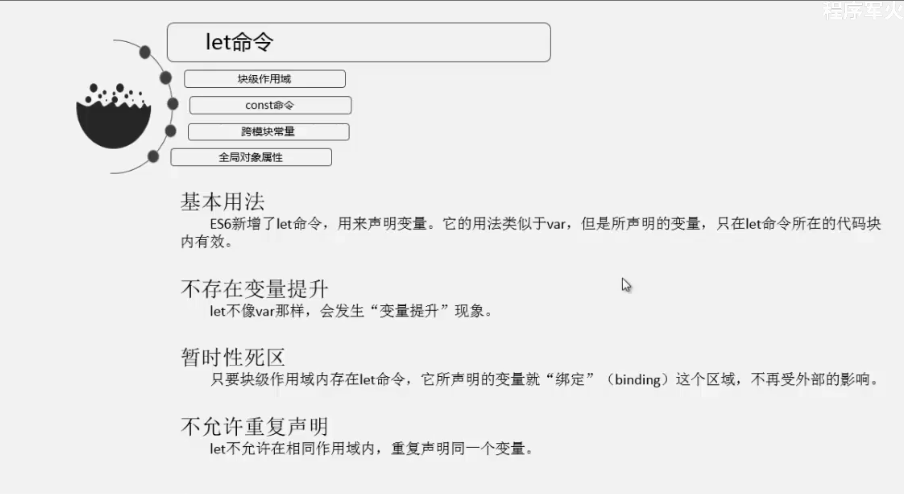 程序军火
let命令
块级作用域
const命令
跨模块常量
全局对象属性
基本用法
ES6新增了let命令，用来声明变量。它的用法类似于var，但是所声明的变量，只在let命令所在的代码块
内有效。
不存在变量提升
let不像var那样，会发生“变量提升”现象。
暂时性死区
只要块级作用域内存在let命令，它所声明的变量就“绑定”（binding）这个区域，不再受外部的影响。
不允许重复声明
let不允许在相同作用域内，重复声明同一个变量。